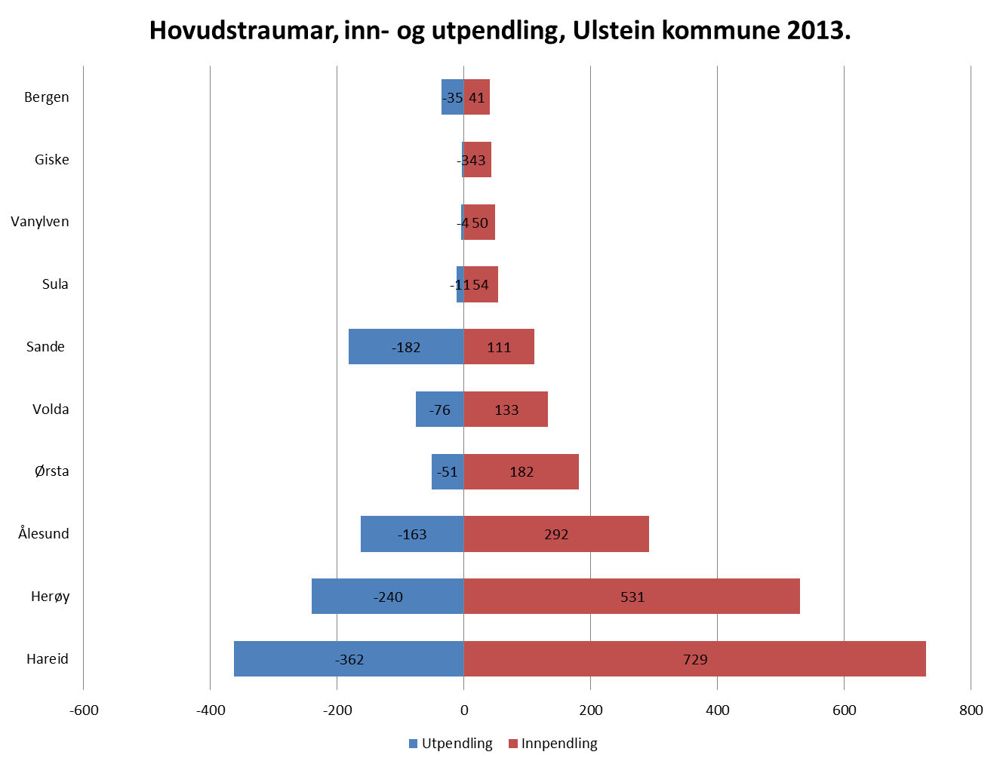 Hovudstraumar, inn- og utpendling, Ulstein kommune 2013.
Bergen -35 41
Giske -3 43
Vanylven -4 50
Sula -11 54
Sande -182 111
Volda -76 133
Ørsta -51 182
Ålesund -163 292
Herøy -240 531
Hareid -362 729
-600 -400 -200 0 200 400 600 800
Utpendling Innpendling